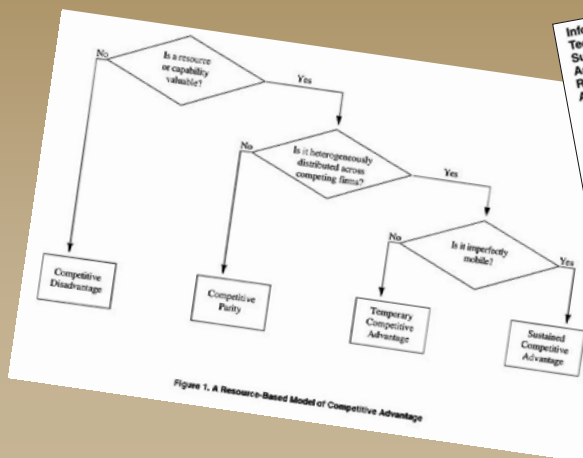 No
Is a resource
or capability
valuable?
Yes
No
Is it heterogeneously
distributed across
competing firms?
Yes
No
Is it imperfectly
mobile?
Yes
Competitive
Disadvantage
Competitive
Parity
Temporary
Competitive
Advantage
Sustained
Competitive
Advantage
Figure 1. A Resource-Based Model of Competitive Advantage